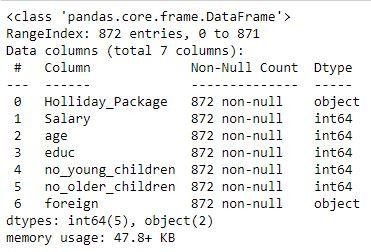 <class 'pandas.core.frame.DataFrame'>
RangeIndex: 872 entries, 0 to 871
Data columns (total 7 columns):
 #   Column             Non-Null Count  Dtype
---  ------             --------------  -----
 0   Holliday_Package   872 non-null    object
 1   Salary             872 non-null    int64
 2   age                872 non-null    int64
 3   educ               872 non-null    int64
 4   no_young_children  872 non-null    int64
 5   no_older_children  872 non-null    int64
 6   foreign            872 non-null    object
dtypes: int64(5), object(2)
memory usage: 47.8+ KB